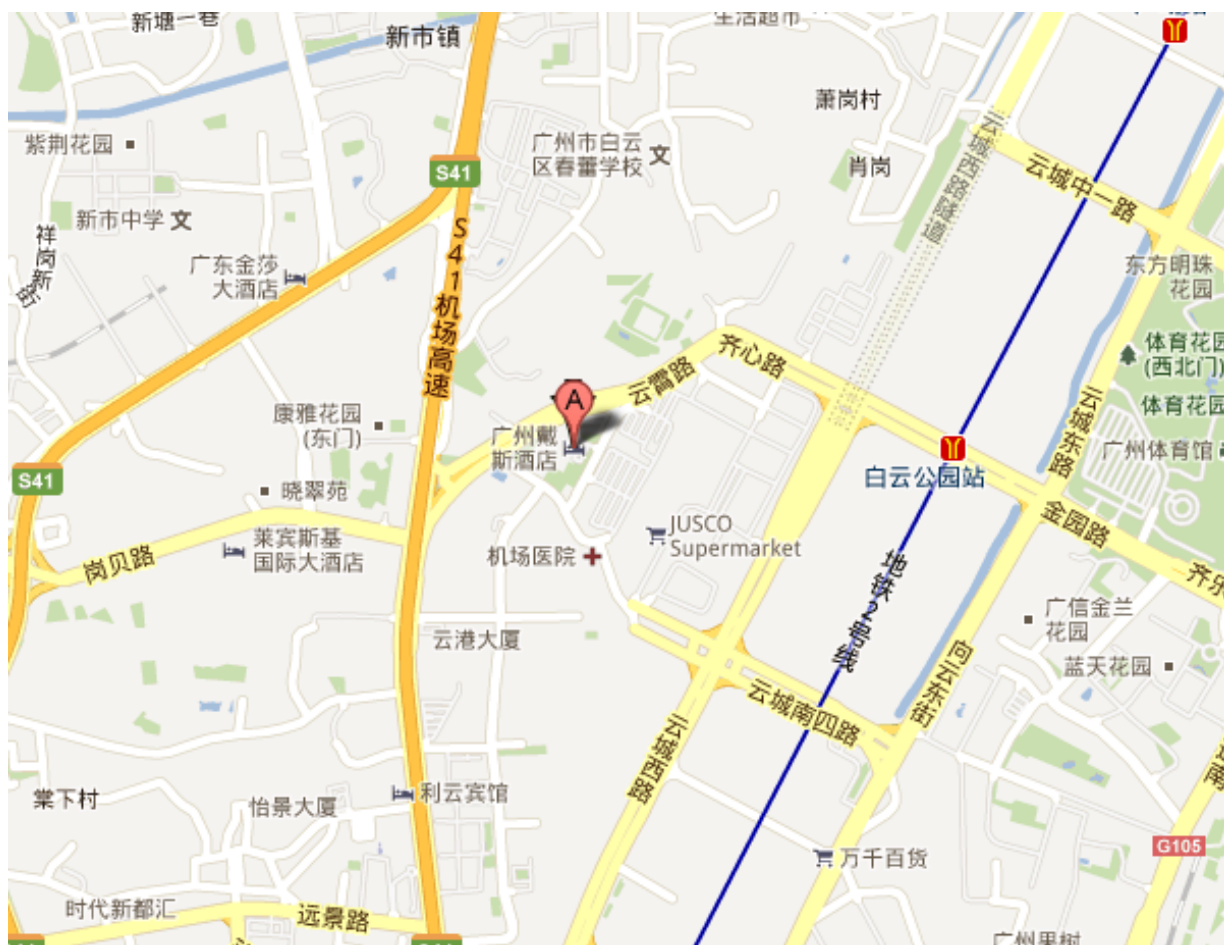 新塘一巷
新市镇
生活超市
萧岗村
紫荆花园
广州市白云
区春蕾学校
文
云城西路隧道
S41
肖岗
云城中一路
新市中学
文
祥岗新街
S41机场高速
广东金莎
大酒店
东方明珠
花园
齐心路
体育花园
(西北门)
云霄路
A
体育花园
康雅花园
(东门)
广州戴
斯酒店
云城东路
广州体育馆
S41
白云公园站
晓翠苑
金园路
JUSCO
Supermarket
莱宾斯基
国际大酒店
岗贝路
机场医院
地铁2号线
齐乐
广信金兰
花园
云港大厦
向云东街
蓝天花园
云城南四路
云城西路
棠下村
怡景大厦
利云宾馆
G105
万千百货
时代新都汇
远景路
广州果树